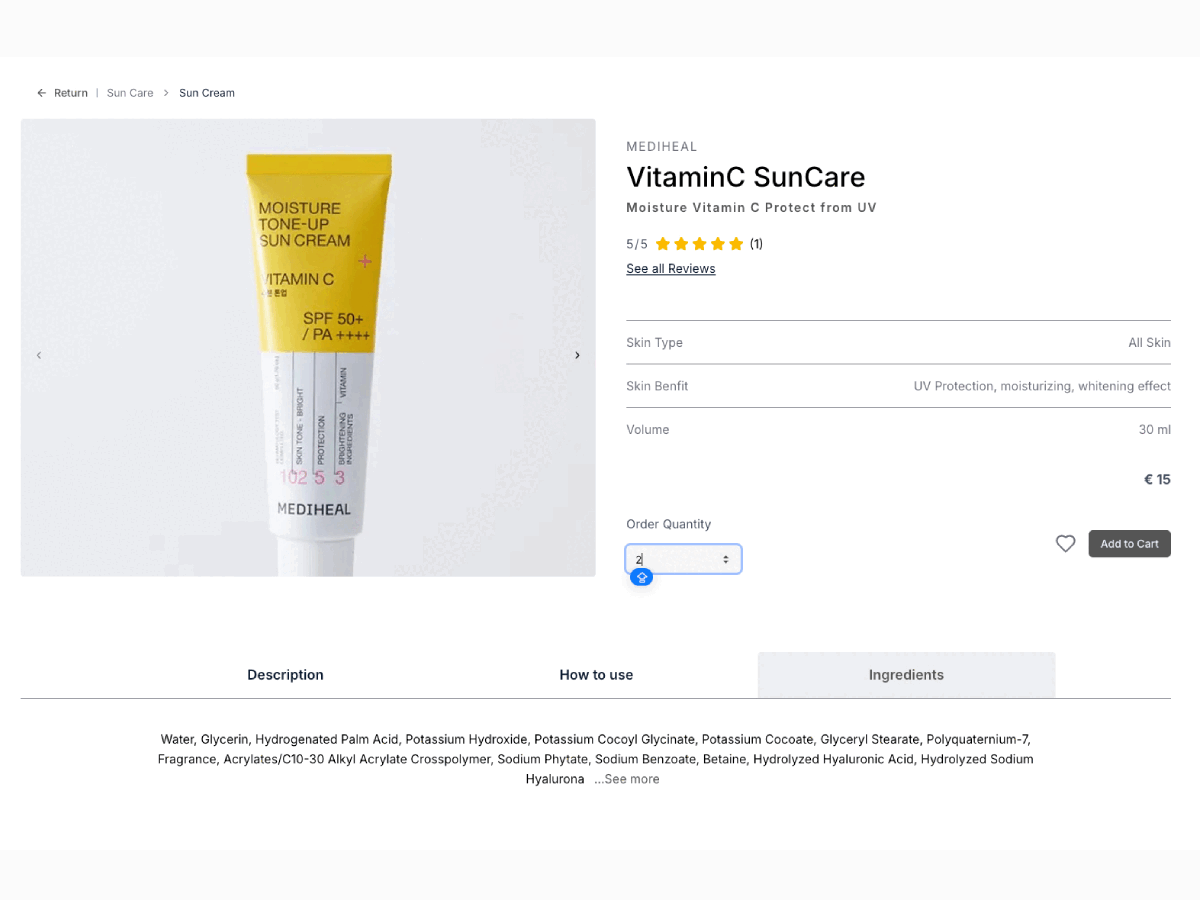 Return | Sun Care > Sun Cream
MOISTURE
TONE-UP
SUN CREAM
VITAMIN C
톤업
SPF 50+
/ PA ++++
SKIN TONE - BRIGHT
PROTECTION
BRIGHTENING VITAMIN
INGREDIENTS
102 5 3
MEDIHEAL
MEDIHEAL
VitaminC SunCare
Moisture Vitamin C Protect from UV
5/5 (1)
See all Reviews
Skin Type All Skin
Skin Benfit UV Protection, moisturizing, whitening effect
Volume 30 ml
€ 15
Order Quantity
2
Add to Cart
Description How to use Ingredients
Water, Glycerin, Hydrogenated Palm Acid, Potassium Hydroxide, Potassium Cocoyl Glycinate, Potassium Cocoate, Glyceryl Stearate, Polyquaternium-7,
Fragrance, Acrylates/C10-30 Alkyl Acrylate Crosspolymer, Sodium Phytate, Sodium Benzoate, Betaine, Hydrolyzed Hyaluronic Acid, Hydrolyzed Sodium
Hyalurona ...See more